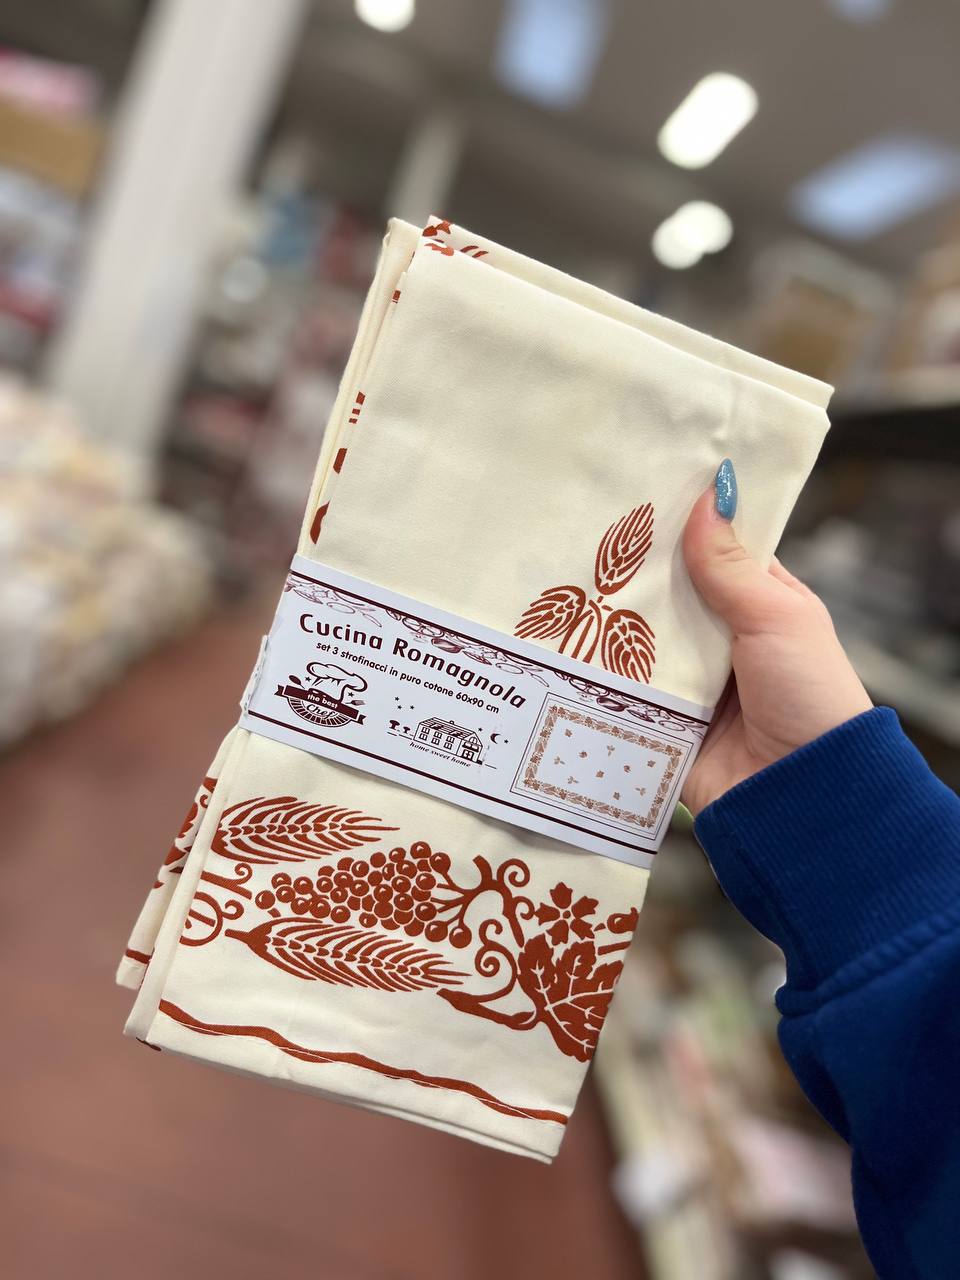 Cucina Romagnola
set 3 strofinacci in puro cotone 60x90 cm
the best
Chef
home sweet home